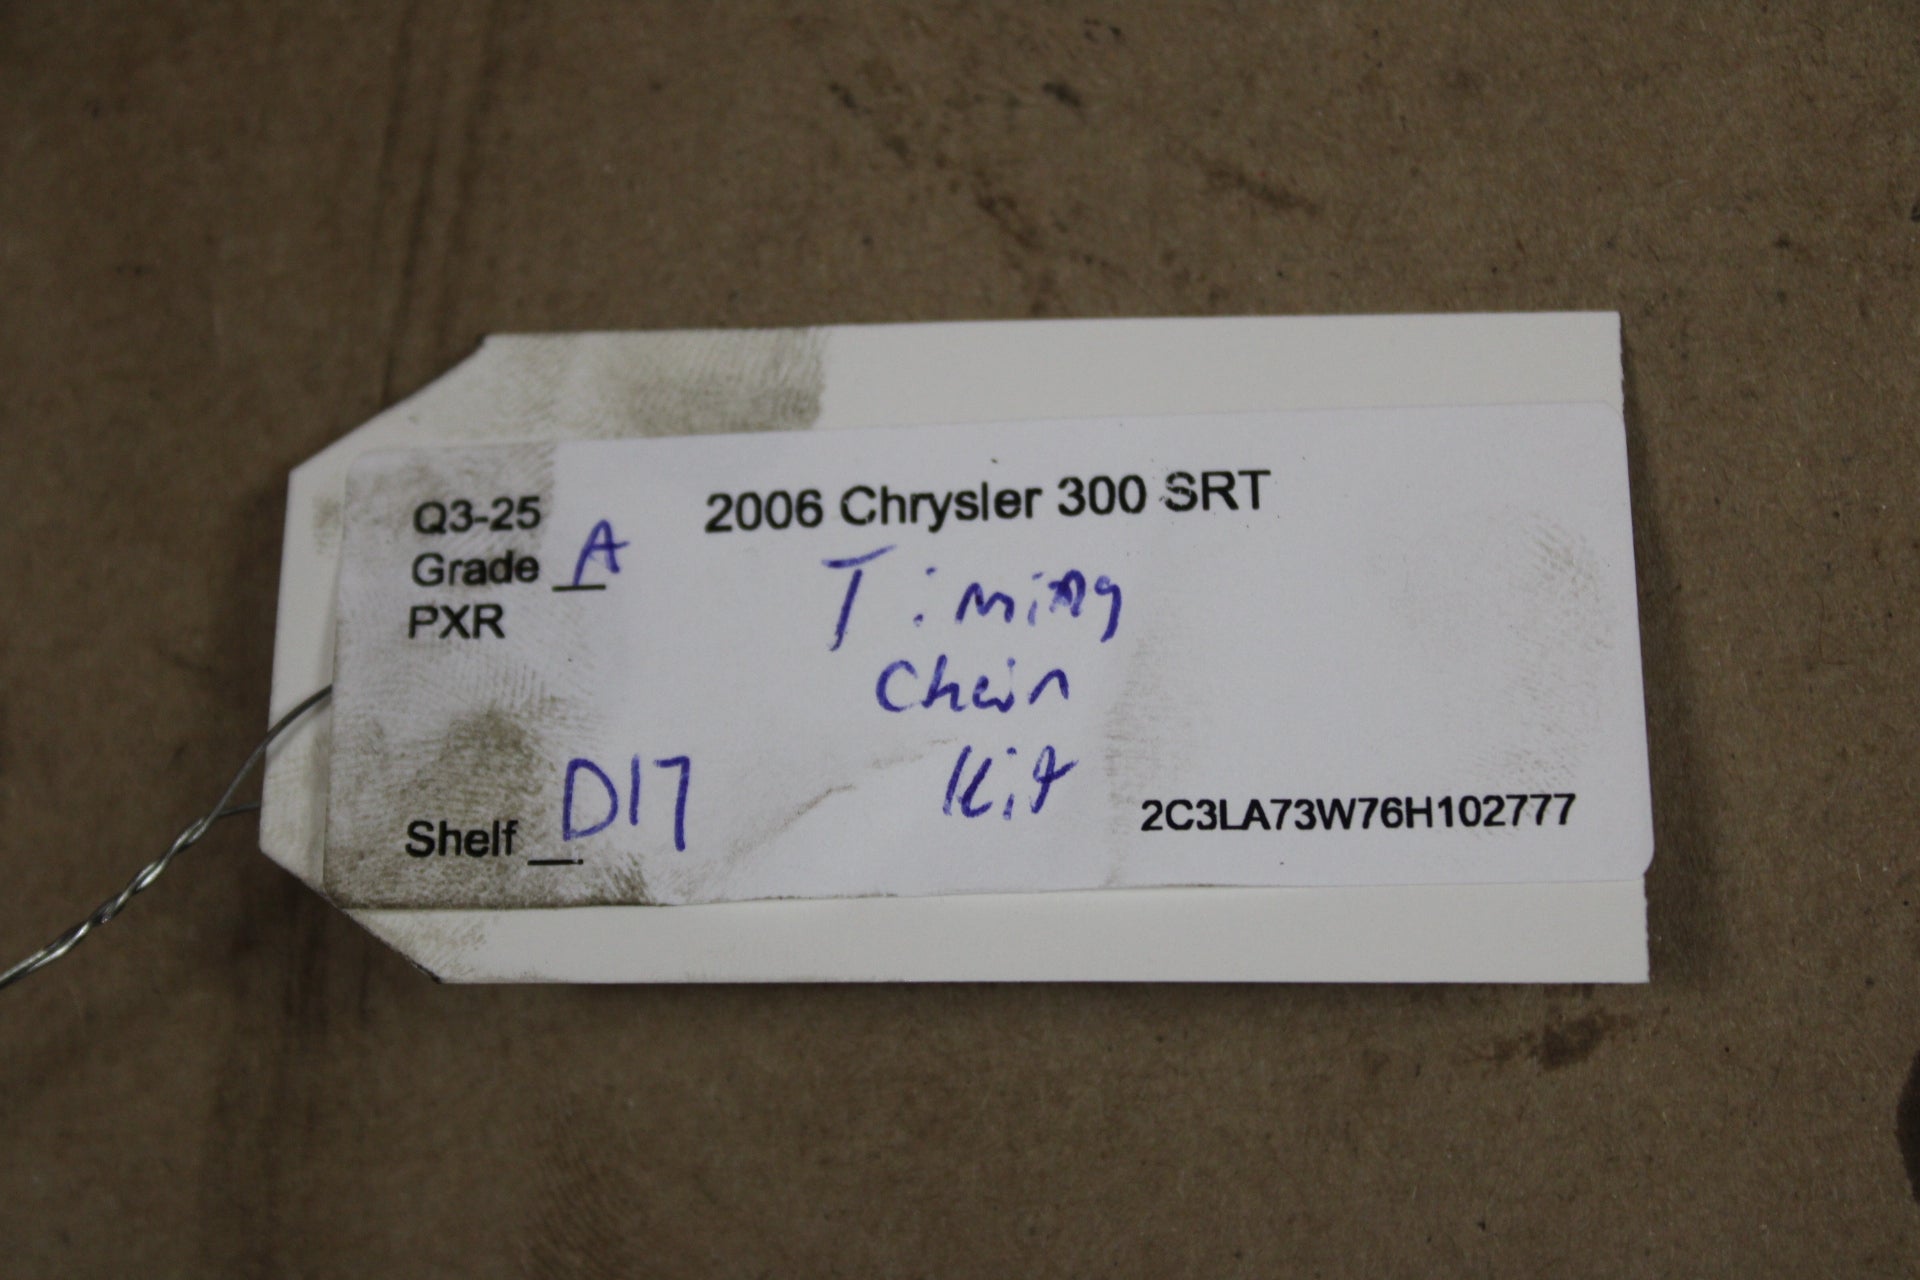 Q3-25
Grade A
PXR
2006 Chrysler 300 SRT
Timing
Chain
Kit
Shelf D17
2C3LA73W76H102777